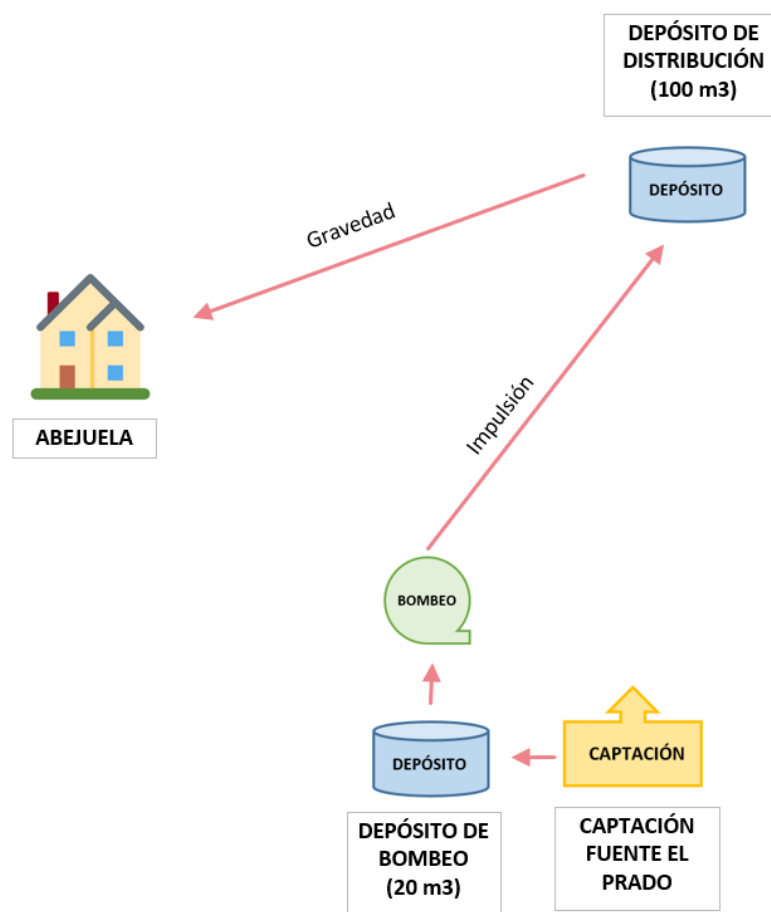 DEPÓSITO DE
DISTRIBUCIÓN
(100 m3)
DEPÓSITO
Gravedad
ABEJUELA
Impulsión
BOMBEO
DEPÓSITO
CAPTACIÓN
DEPÓSITO DE
BOMBEO
(20 m3)
CAPTACIÓN
FUENTE EL
PRADO